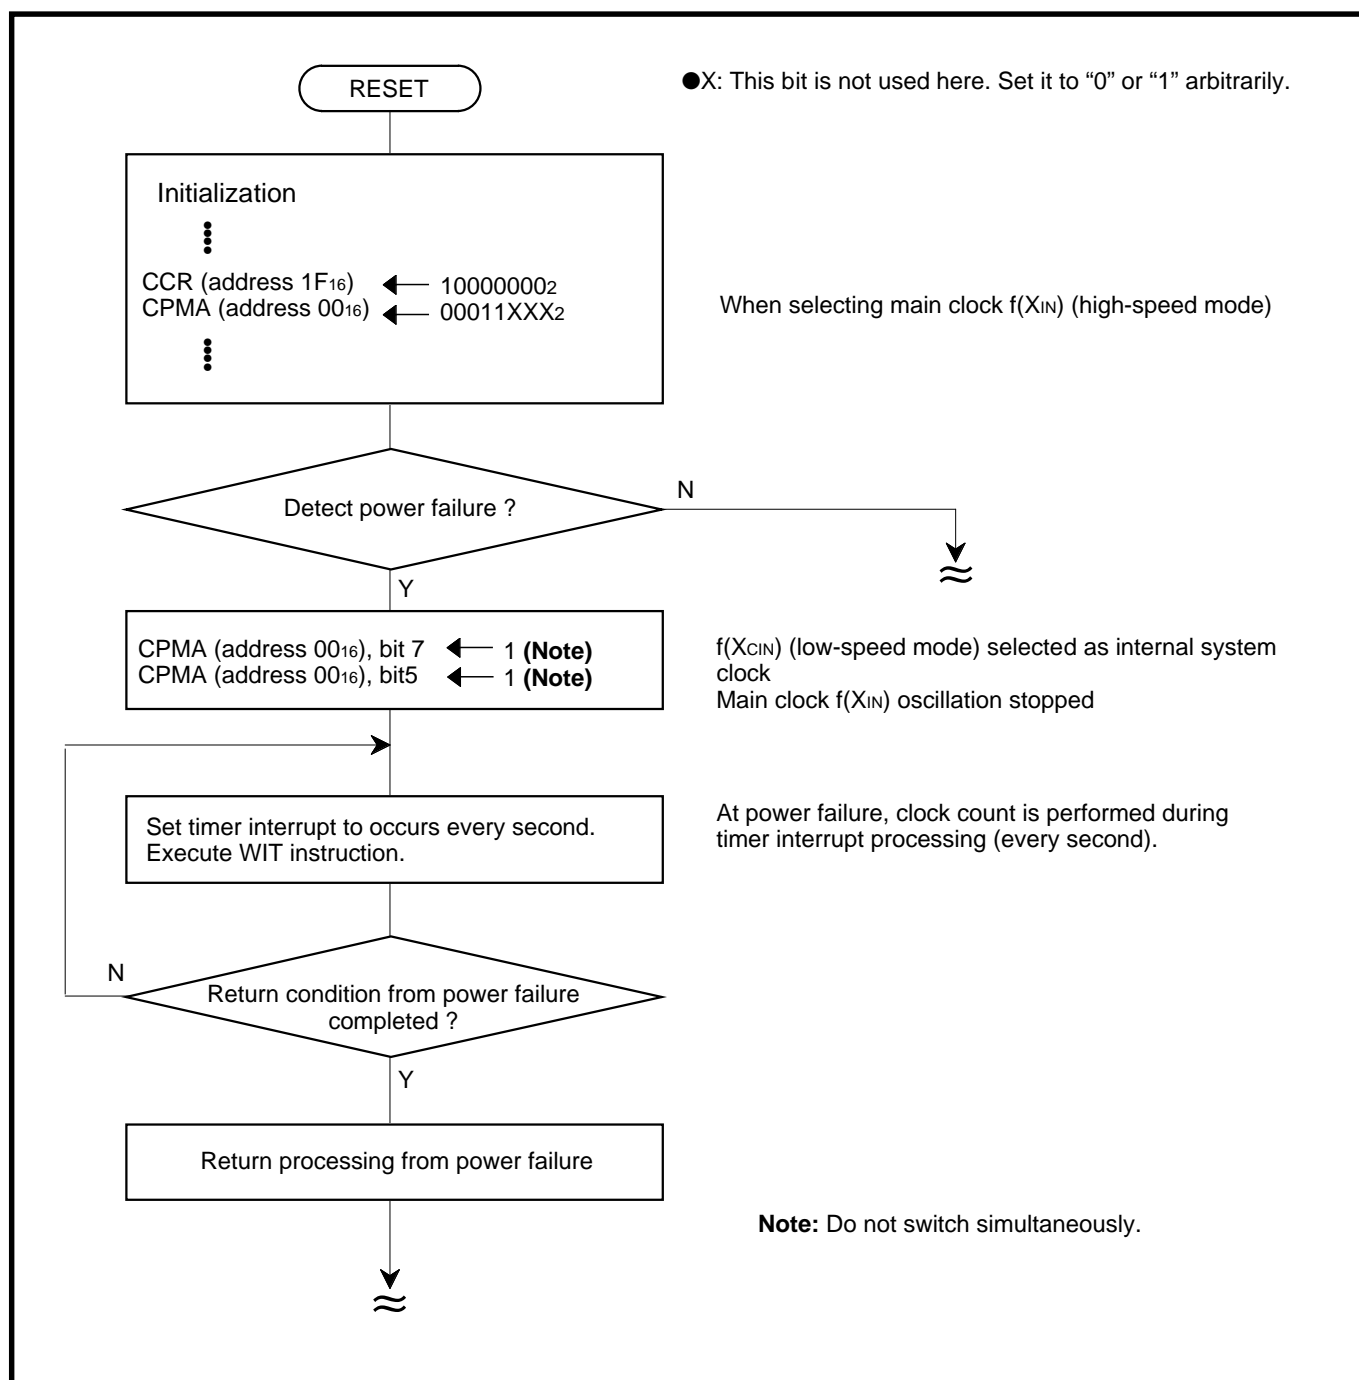 RESET
●X: This bit is not used here. Set it to “0” or “1” arbitrarily.
Initialization
CCR (address 1F16) ← 100000002
CPMA (address 0016) ← 00011XXX2
When selecting main clock f(XIN) (high-speed mode)
Detect power failure ?
N
Y
CPMA (address 0016), bit 7 ← 1 (Note)
CPMA (address 0016), bit5 ← 1 (Note)
f(XCIN) (low-speed mode) selected as internal system
clock
Main clock f(XIN) oscillation stopped
Set timer interrupt to occurs every second.
Execute WIT instruction.
At power failure, clock count is performed during
timer interrupt processing (every second).
N
Return condition from power failure
completed ?
Y
Return processing from power failure
Note: Do not switch simultaneously.